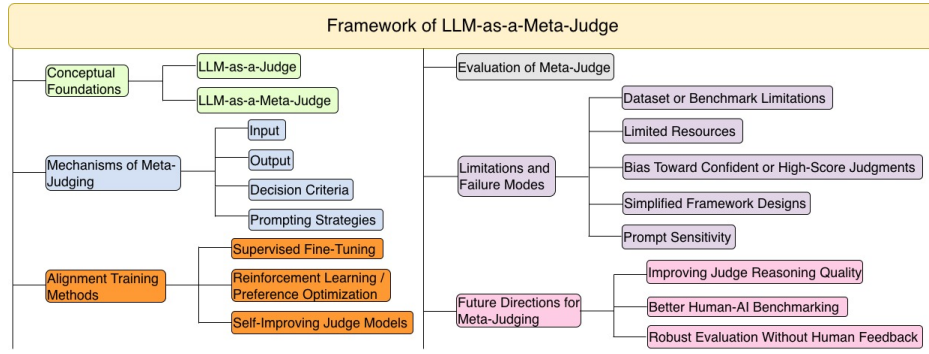 Framework of LLM-as-a-Meta-Judge
Conceptual
Foundations
LLM-as-a-Judge
LLM-as-a-Meta-Judge
Mechanisms of Meta-
Judging
Input
Output
Decision Criteria
Prompting Strategies
Alignment Training
Methods
Supervised Fine-Tuning
Reinforcement Learning /
Preference Optimization
Self-Improving Judge Models
Evaluation of Meta-Judge
Limitations and
Failure Modes
Dataset or Benchmark Limitations
Limited Resources
Bias Toward Confident or High-Score Judgments
Simplified Framework Designs
Prompt Sensitivity
Future Directions for
Meta-Judging
Improving Judge Reasoning Quality
Better Human-AI Benchmarking
Robust Evaluation Without Human Feedback